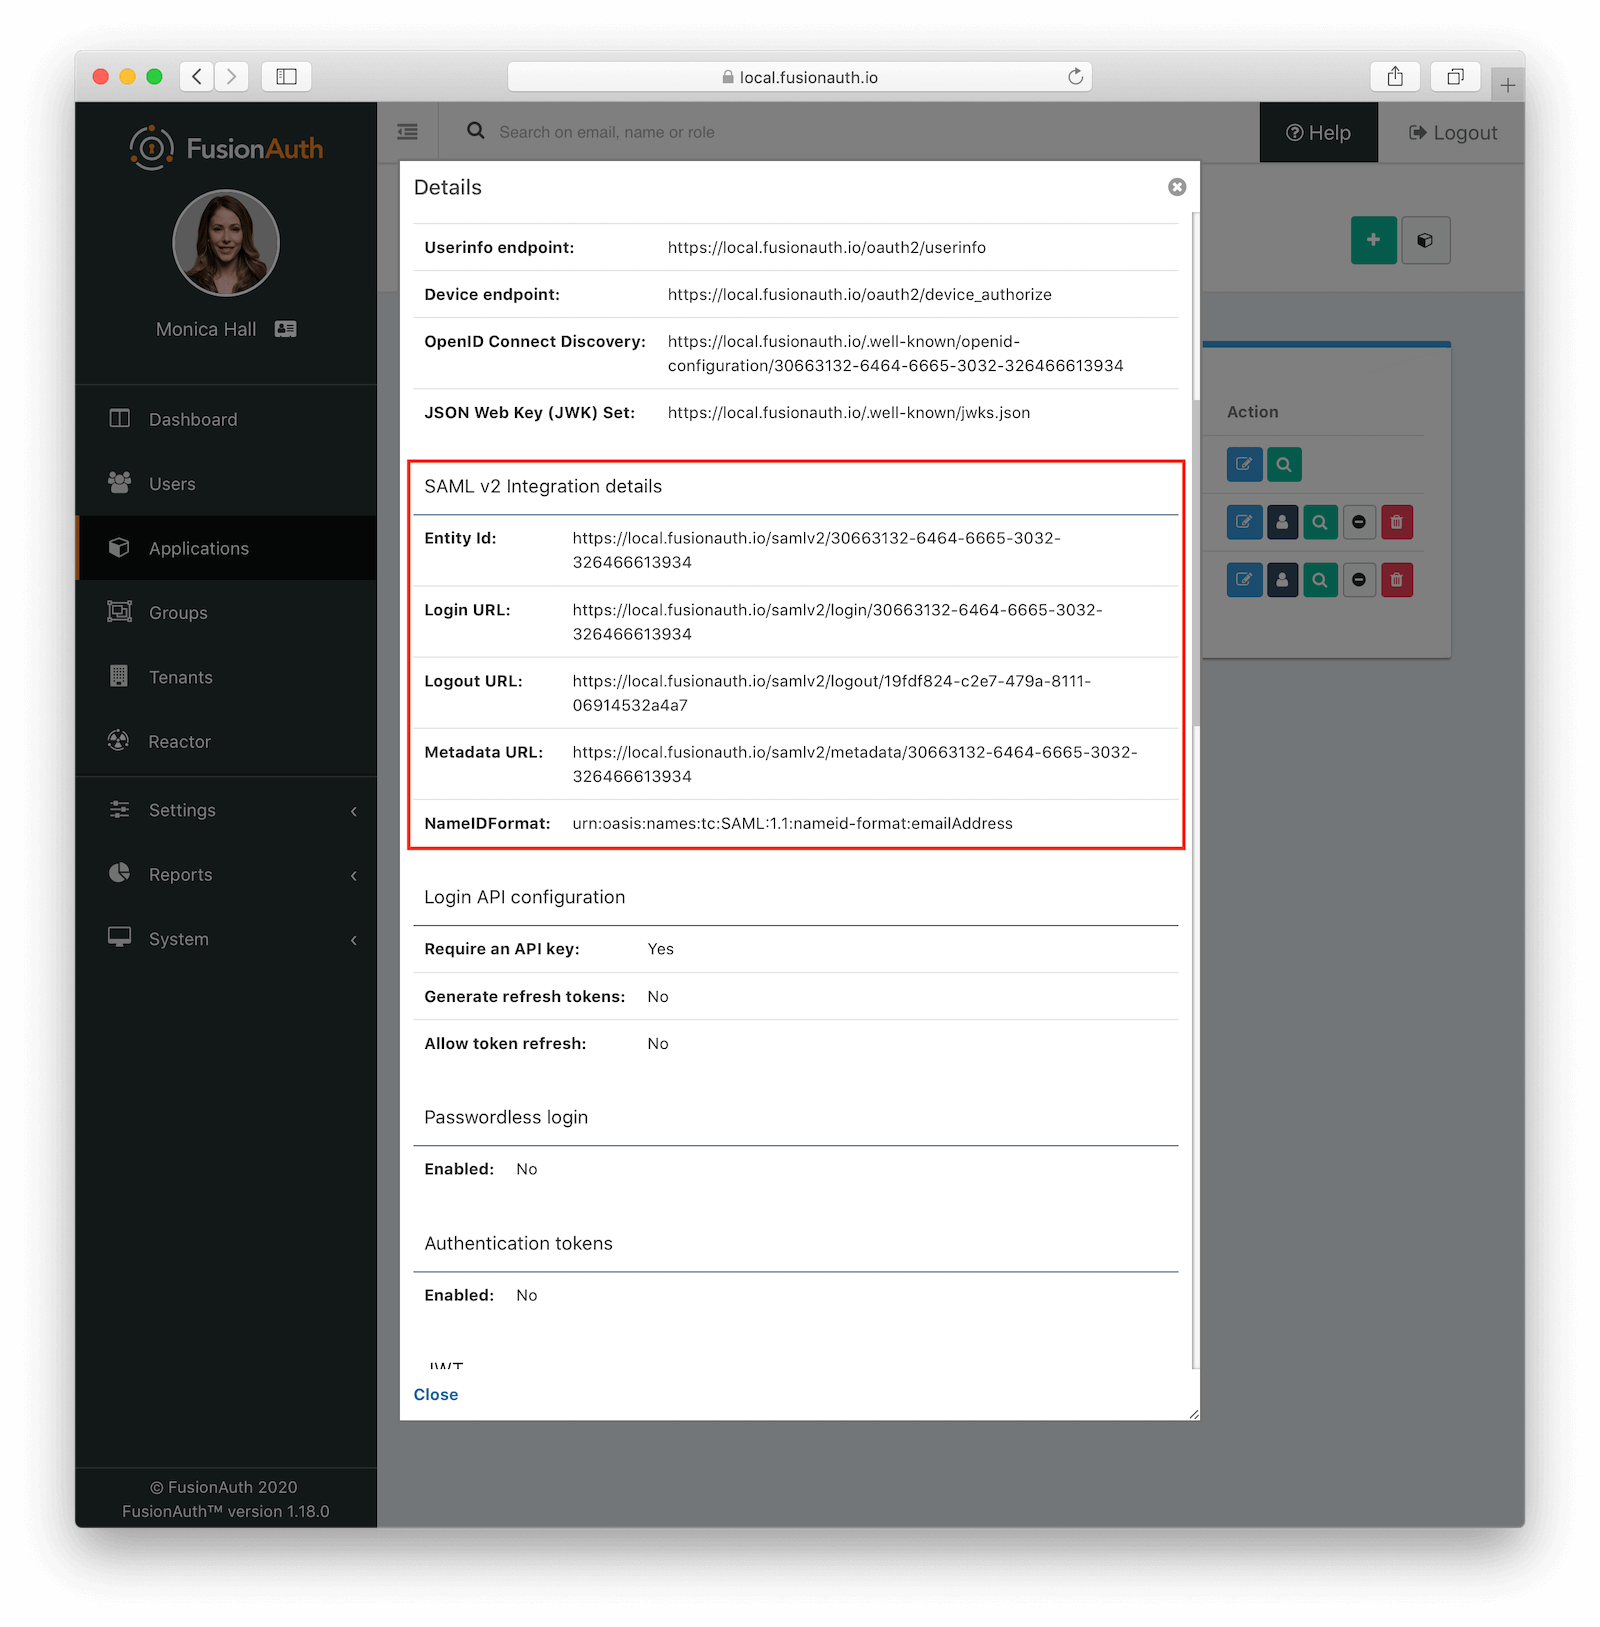 local.fusionauth.io
FusionAuth
Search on email, name or role
Help
Logout
Monica Hall
Dashboard
Users
Applications
Groups
Tenants
Reactor
Settings
Reports
System
© FusionAuth 2020
FusionAuth™ version 1.18.0
Details
Userinfo endpoint: https://local.fusionauth.io/oauth2/userinfo
Device endpoint: https://local.fusionauth.io/oauth2/device_authorize
OpenID Connect Discovery: https://local.fusionauth.io/.well-known/openid-
configuration/30663132-6464-6665-3032-326466613934
JSON Web Key (JWK) Set: https://local.fusionauth.io/.well-known/jwks.json
SAML v2 Integration details
Entity Id: https://local.fusionauth.io/samlv2/30663132-6464-6665-3032-
326466613934
Login URL: https://local.fusionauth.io/samlv2/login/30663132-6464-6665-3032-
326466613934
Logout URL: https://local.fusionauth.io/samlv2/logout/19fdf824-c2e7-479a-8111-
06914532a4a7
Metadata URL: https://local.fusionauth.io/samlv2/metadata/30663132-6464-6665-3032-
326466613934
NameIDFormat: urn:oasis:names:tc:SAML:1.1:nameid-format:emailAddress
Login API configuration
Require an API key: Yes
Generate refresh tokens: No
Allow token refresh: No
Passwordless login
Enabled: No
Authentication tokens
Enabled: No
JWT
Close
Action